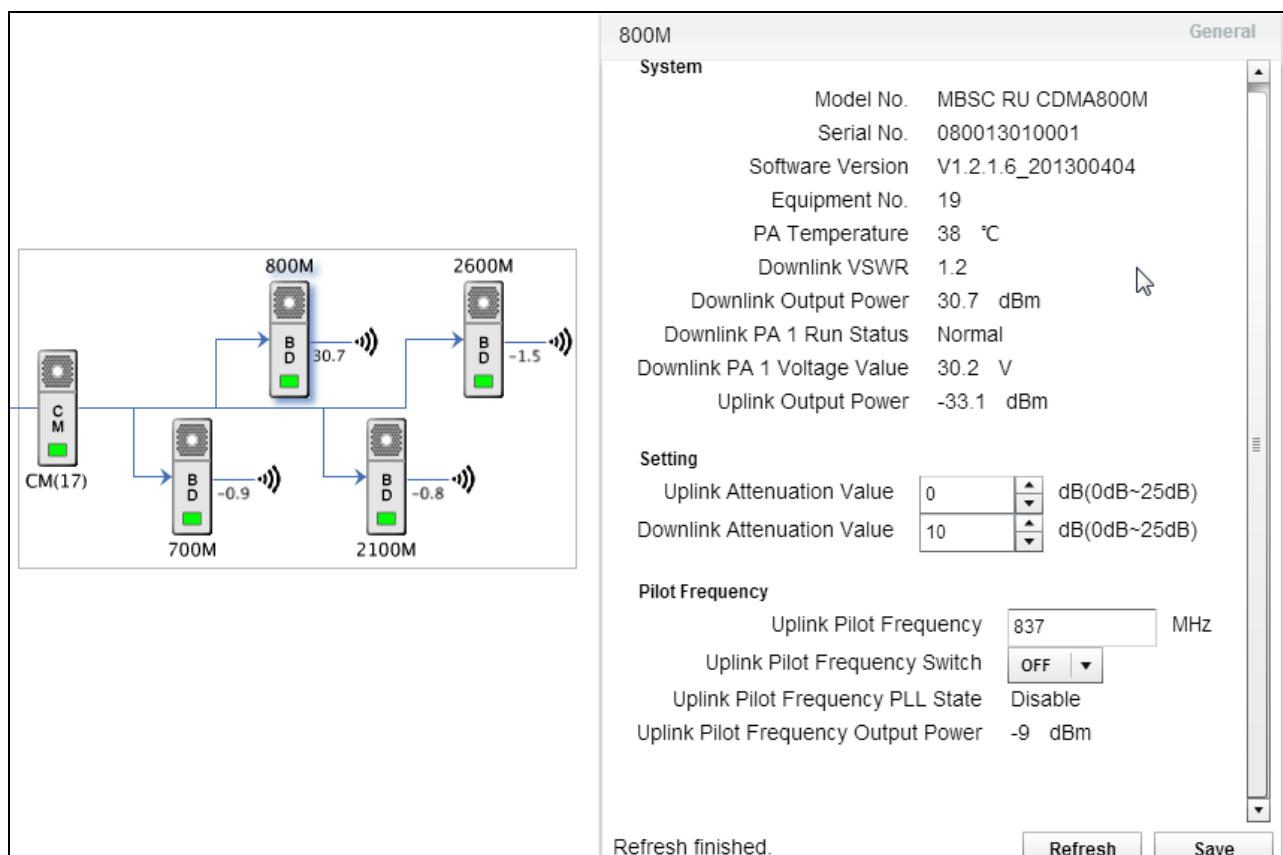 800M
2600M
B
D
30.7
B
D
-1.5
C
M
CM(17)
B
D
-0.9
B
D
-0.8
700M
2100M
800M
General
System
Model No. MBSC RU CDMA800M
Serial No. 080013010001
Software Version V1.2.1.6_201300404
Equipment No. 19
PA Temperature 38 ℃
Downlink VSWR 1.2
Downlink Output Power 30.7 dBm
Downlink PA 1 Run Status Normal
Downlink PA 1 Voltage Value 30.2 V
Uplink Output Power -33.1 dBm
Setting
Uplink Attenuation Value 0 dB(0dB~25dB)
Downlink Attenuation Value 10 dB(0dB~25dB)
Pilot Frequency
Uplink Pilot Frequency 837 MHz
Uplink Pilot Frequency Switch OFF
Uplink Pilot Frequency PLL State Disable
Uplink Pilot Frequency Output Power -9 dBm
Refresh finished.
Refresh
Save